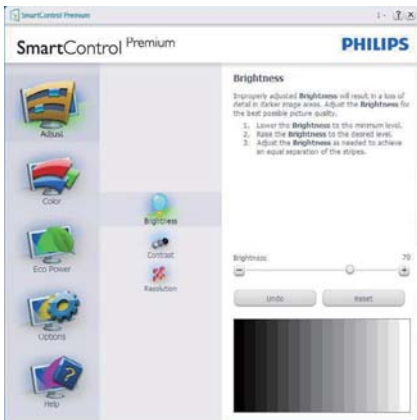 SmartControl Premium
SmartControl Premium
PHILIPS
Adjust
Color
Eco Power
Options
Help
Brightness
Contrast
Resolution
Brightness
Improperly adjusted Brightness will result in a loss of
detail in darker image areas. Adjust the Brightness for
the best possible picture quality.
1. Lower the Brightness to the minimum level.
2. Raise the Brightness to the desired level.
3. Adjust the Brightness as needed to achieve
an equal separation of the stripes.
Brightness: 70
Undo Reset